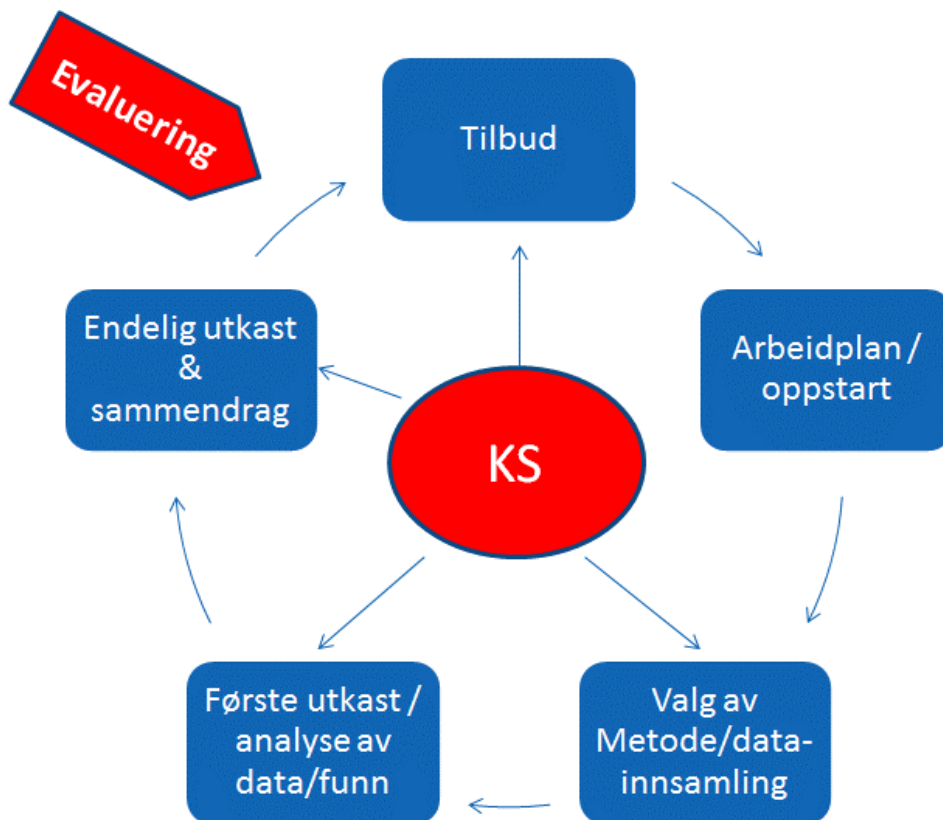 Evaluering
Tilbud
Arbeidplan /
oppstart
Valg av
Metode/data-
innsamling
Første utkast /
analyse av
data/funn
Endelig utkast
&
sammendrag
KS